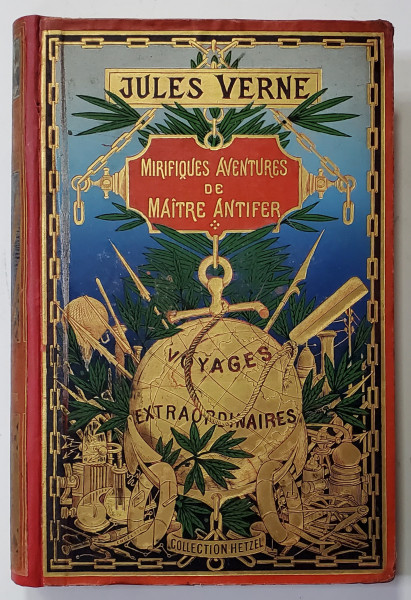 JULES VERNE
MIRIFIQUES AVENTURES
DE
MAÎTRE ANTIFER
VOYAGES
EXTRAORDINAIRES
COLLECTION HETZEL